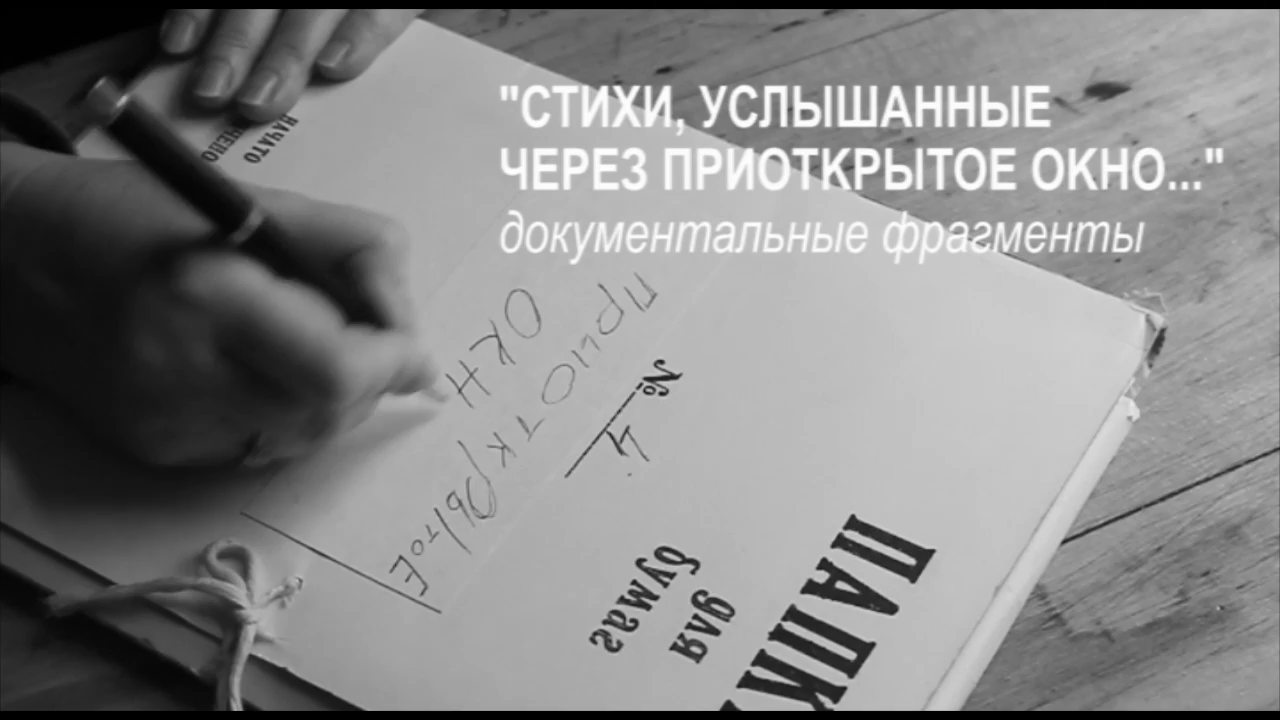 "СТИХИ, УСЛЫШАННЫЕ
ЧЕРЕЗ ПРИОТКРЫТОЕ ОКНО..."
документальные фрагменты
ПАПК
для
бумаг
№ 4
ПРИОТКРЫТОЕ
ОКН
НАЧАТО